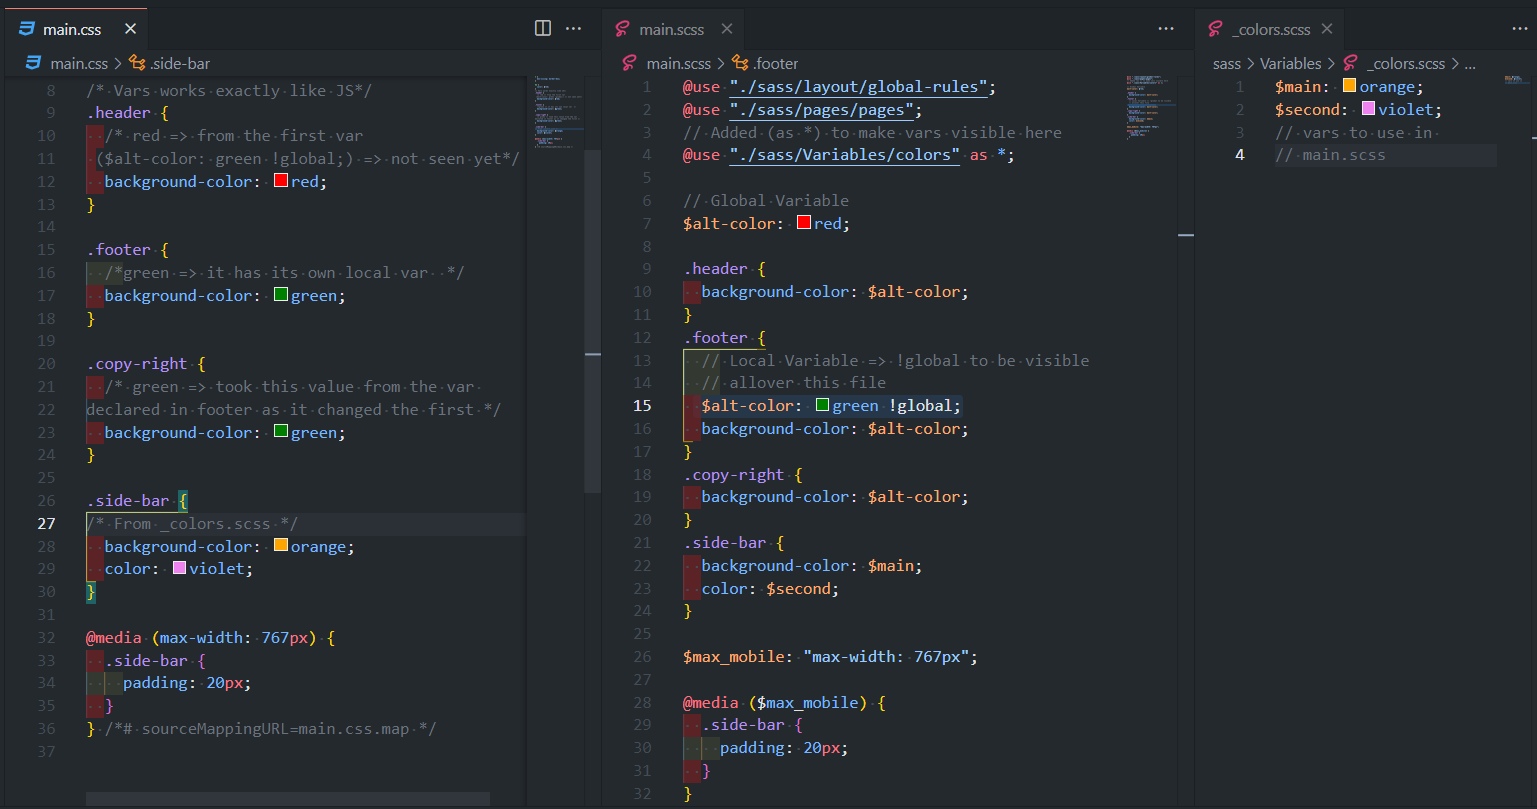 main.css
main.css > .side-bar
8 /* Vars works exactly like JS*/
9 .header {
10 /* red => from the first var
11 ($alt-color: green !global;) => not seen yet*/
12 background-color: red;
13 }
14
15 .footer {
16 /*green => it has its own local var  */
17 background-color: green;
18 }
19
20 .copy-right {
21 /* green => took this value from the var
22 declared in footer as it changed the first */
23 background-color: green;
24 }
25
26 .side-bar {
27 /* From _colors.scss */
28 background-color: orange;
29 color: violet;
30 }
31
32 @media (max-width: 767px) {
33 .side-bar {
34 padding: 20px;
35 }
36 } /*# sourceMappingURL=main.css.map */
37
main.scss
main.scss > .footer
1 @use "./sass/layout/global-rules";
2 @use "./sass/pages/pages";
3 // Added (as *) to make vars visible here
4 @use "./sass/Variables/colors" as *;
5
6 // Global Variable
7 $alt-color: red;
8
9 .header {
10 background-color: $alt-color;
11 }
12 .footer {
13 // Local Variable => !global to be visible
14 // allover this file
15 $alt-color: green !global;
16 background-color: $alt-color;
17 }
18 .copy-right {
19 background-color: $alt-color;
20 }
21 .side-bar {
22 background-color: $main;
23 color: $second;
24 }
25
26 $max_mobile: "max-width: 767px";
27
28 @media ($max_mobile) {
29 .side-bar {
30 padding: 20px;
31 }
32 }
_colors.scss
sass > Variables > _colors.scss > ...
1 $main: orange;
2 $second: violet;
3 // vars to use in
4 // main.scss